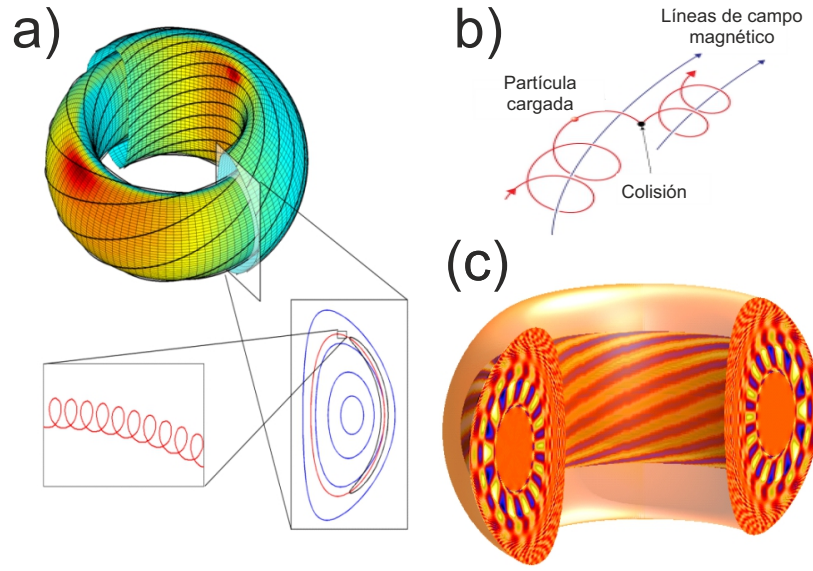 a)
b)
Líneas de campo
magnético
Partícula
cargada
Colisión
(c)